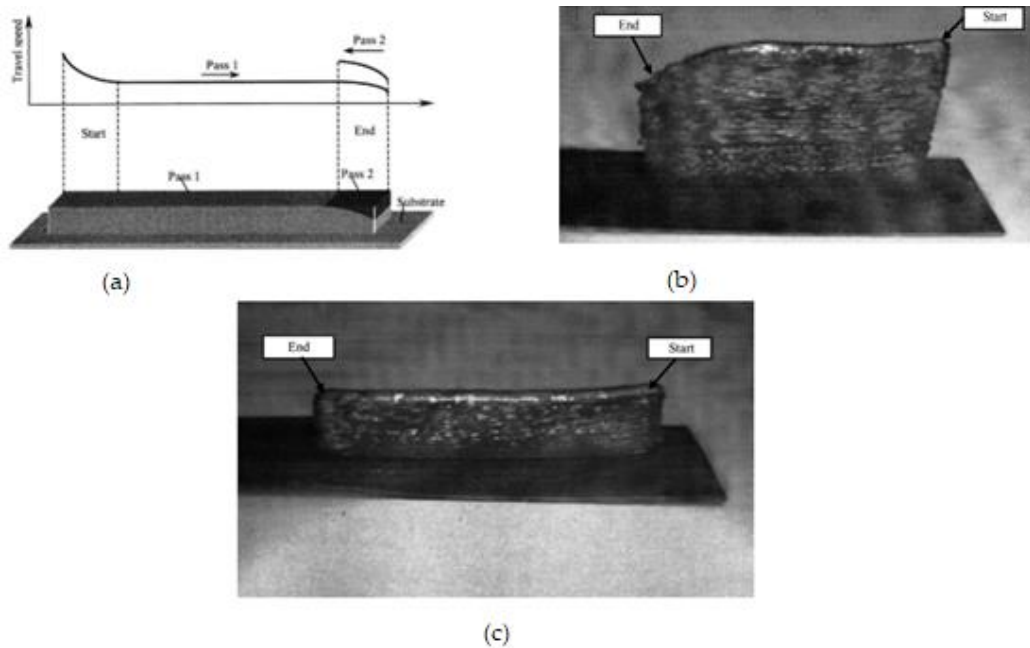 Travel speed
Pass 1
Pass 2
Start
End
Pass 1
Pass 2
Substrate
(a)
End
Start
(b)
End
Start
(c)